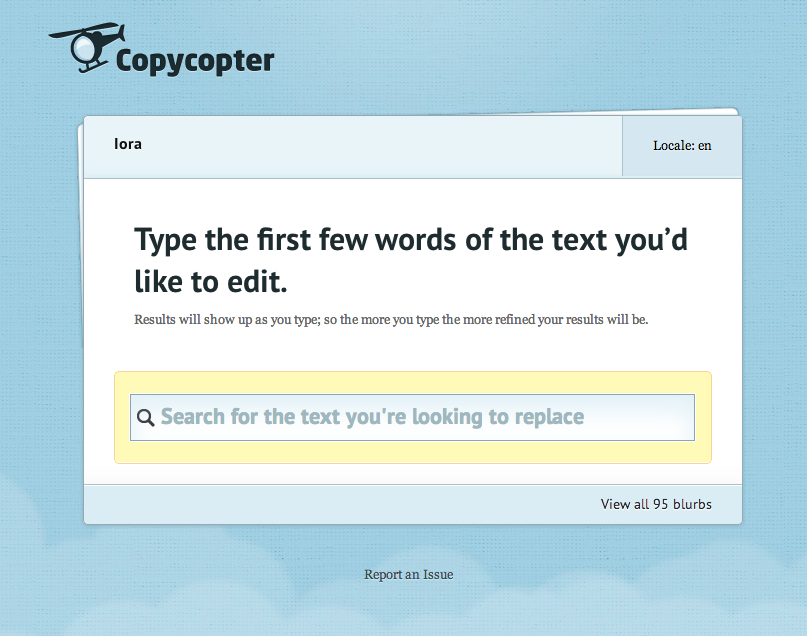 Copycopter
Iora
Locale: en
Type the first few words of the text you’d
like to edit.
Results will show up as you type; so the more you type the more refined your results will be.
Search for the text you're looking to replace
View all 95 blurbs
Report an Issue